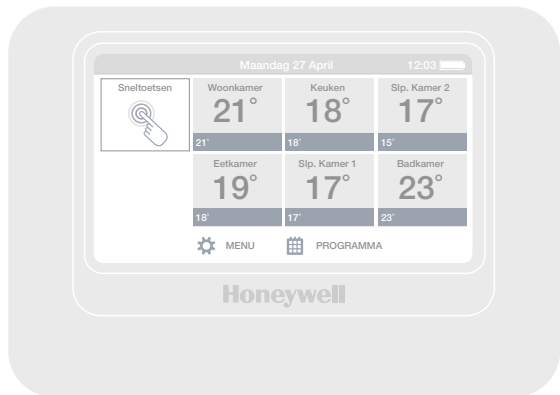 Maandag 27 April 12:03
Sneltoetsen Woonkamer Keuken Slp. Kamer 2
21° 18° 17°
21° 18° 15°
Eetkamer Slp. Kamer 1 Badkamer
19° 17° 23°
18° 17° 23°
MENU PROGRAMMA
Honeywell